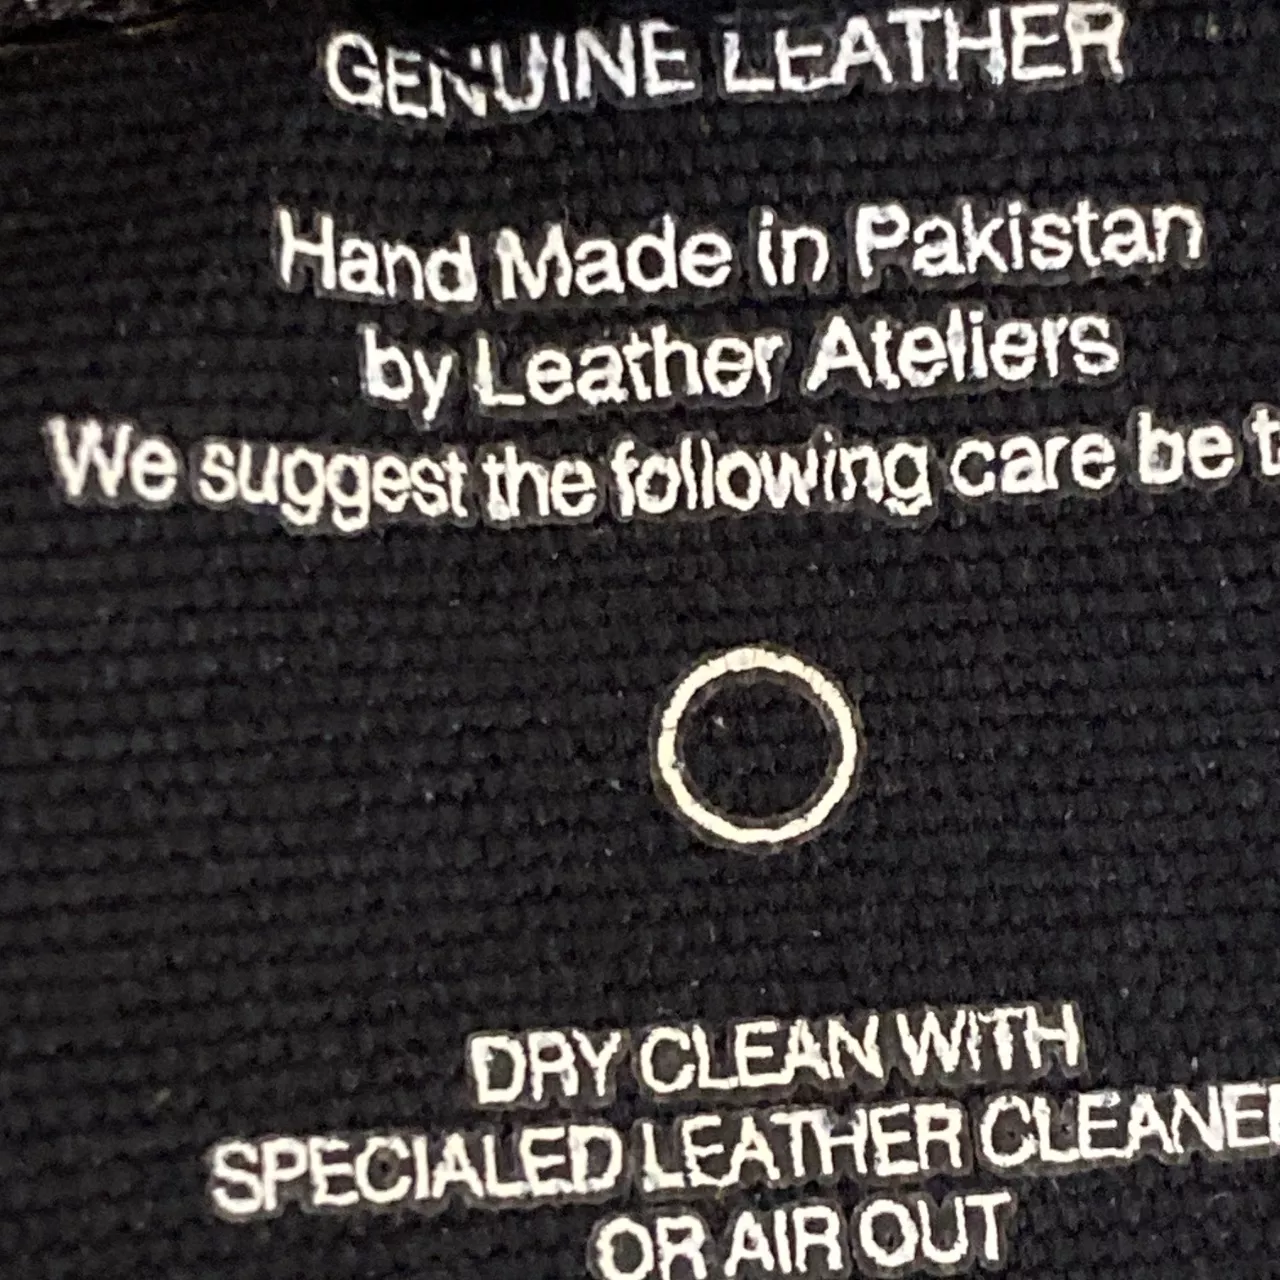 GENUINE LEATHER
Hand Made in Pakistan
by Leather Ateliers
We suggest the following care be
DRY CLEAN WITH
SPECIALED LEATHER CLEANE
OR AIR OUT